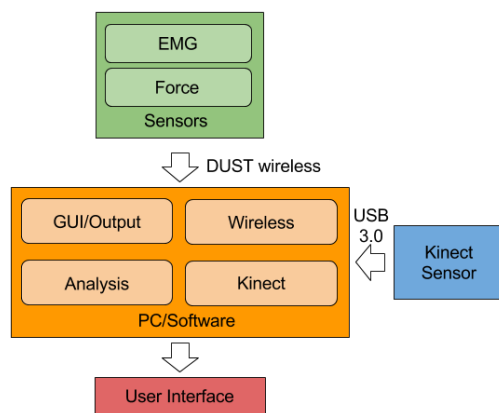 EMG
Force
Sensors
DUST wireless
GUI/Output
Wireless
Analysis
Kinect
PC/Software
USB
3.0
Kinect
Sensor
User Interface